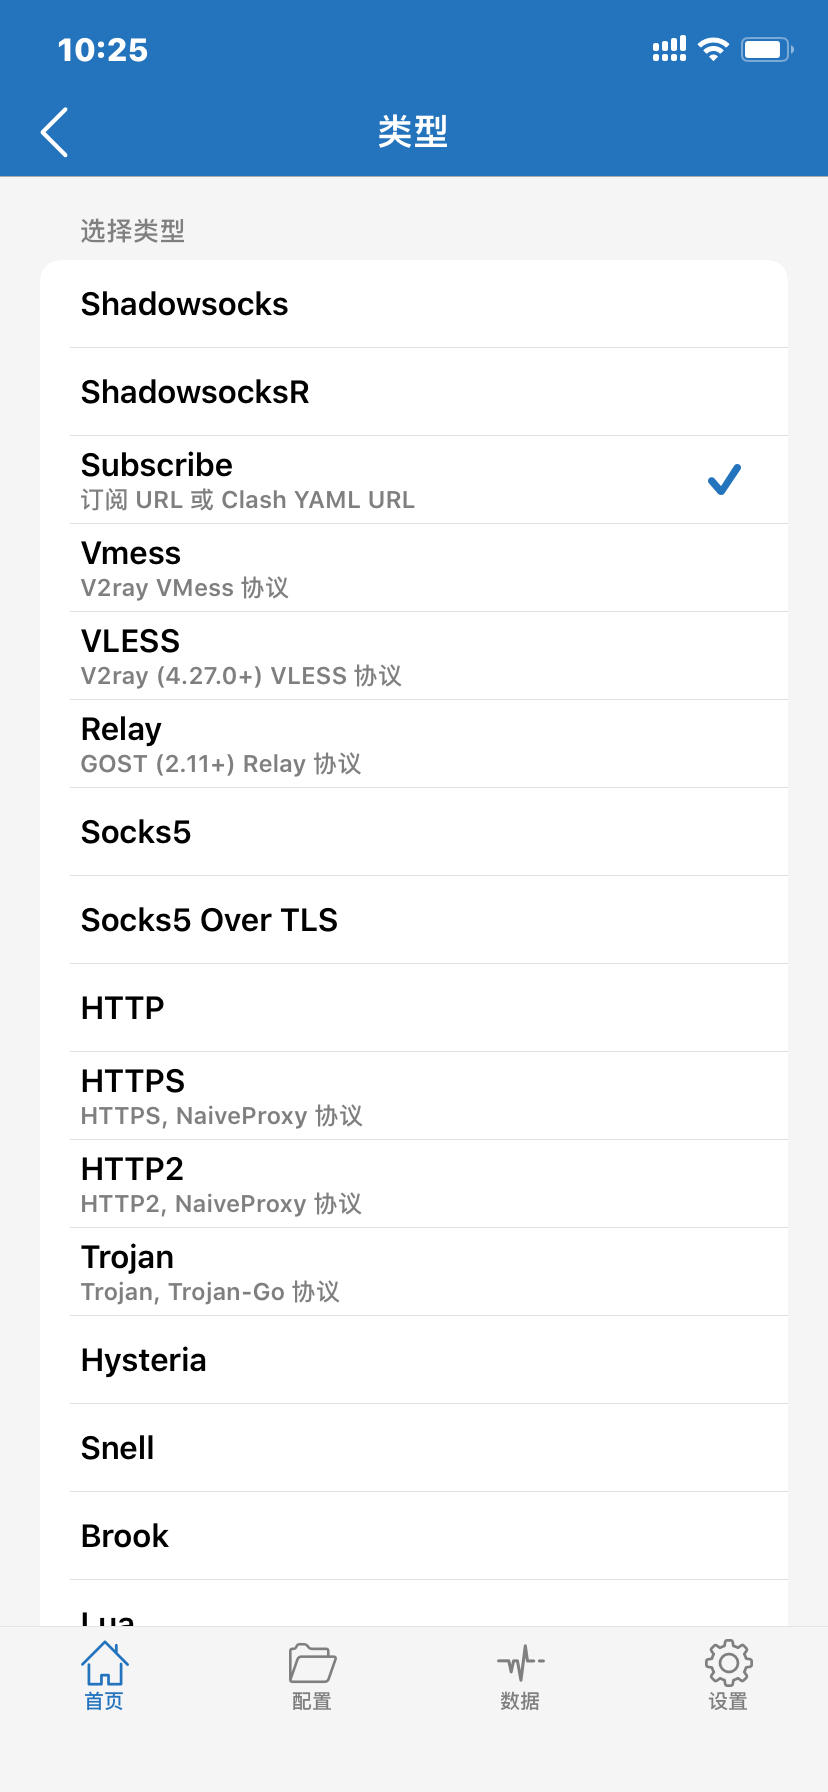 10:25
类型
选择类型
Shadowsocks
ShadowsocksR
Subscribe
订阅 URL 或 Clash YAML URL
Vmess
V2ray VMess 协议
VLESS
V2ray (4.27.0+) VLESS 协议
Relay
GOST (2.11+) Relay 协议
Socks5
Socks5 Over TLS
HTTP
HTTPS
HTTPS, NaiveProxy 协议
HTTP2
HTTP2, NaiveProxy 协议
Trojan
Trojan, Trojan-Go 协议
Hysteria
Snell
Brook
Lua
首页 配置 数据 设置